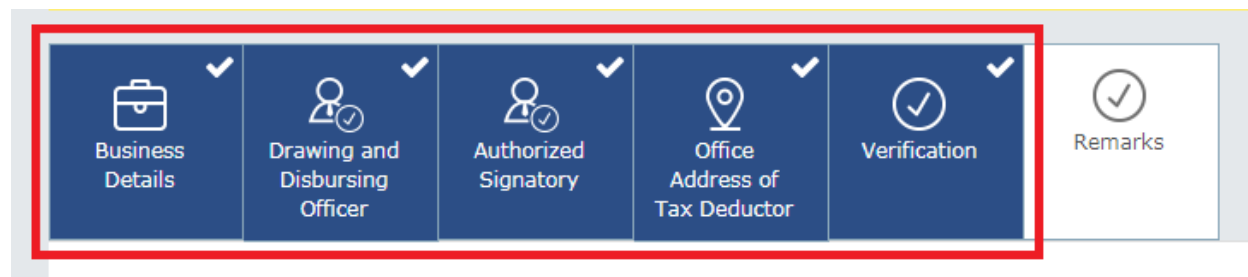 Business
Details
Drawing and
Disbursing
Officer
Authorized
Signatory
Office
Address of
Tax Deductor
Verification
Remarks